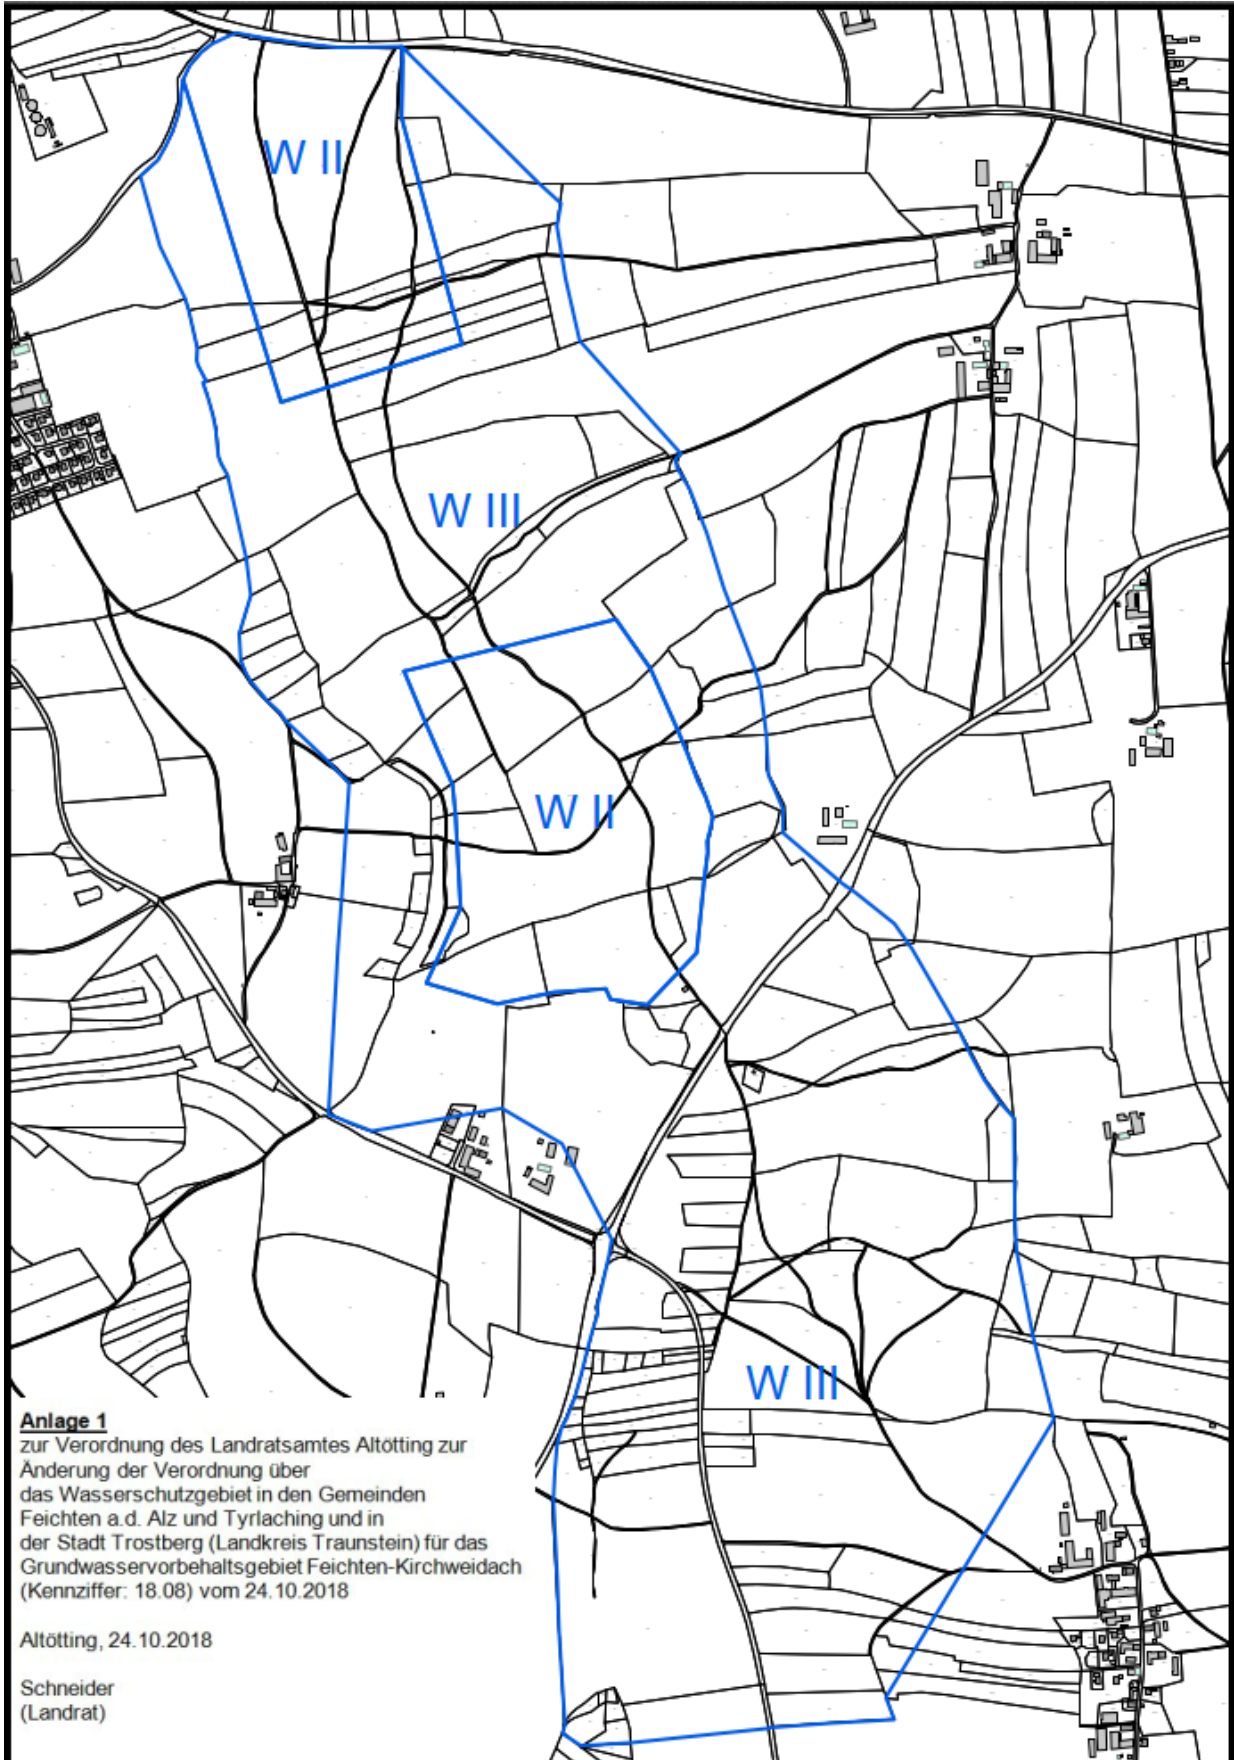 W II
W III
W II
W III
Anlage 1
zur Verordnung des Landratsamtes Altötting zur
Änderung der Verordnung über
das Wasserschutzgebiet in den Gemeinden
Feichten a.d. Alz und Tyrlaching und in
der Stadt Trostberg (Landkreis Traunstein) für das
Grundwasservorbehaltsgebiet Feichten-Kirchweidach
(Kennziffer: 18.08) vom 24.10.2018
Altötting, 24.10.2018
Schneider
(Landrat)